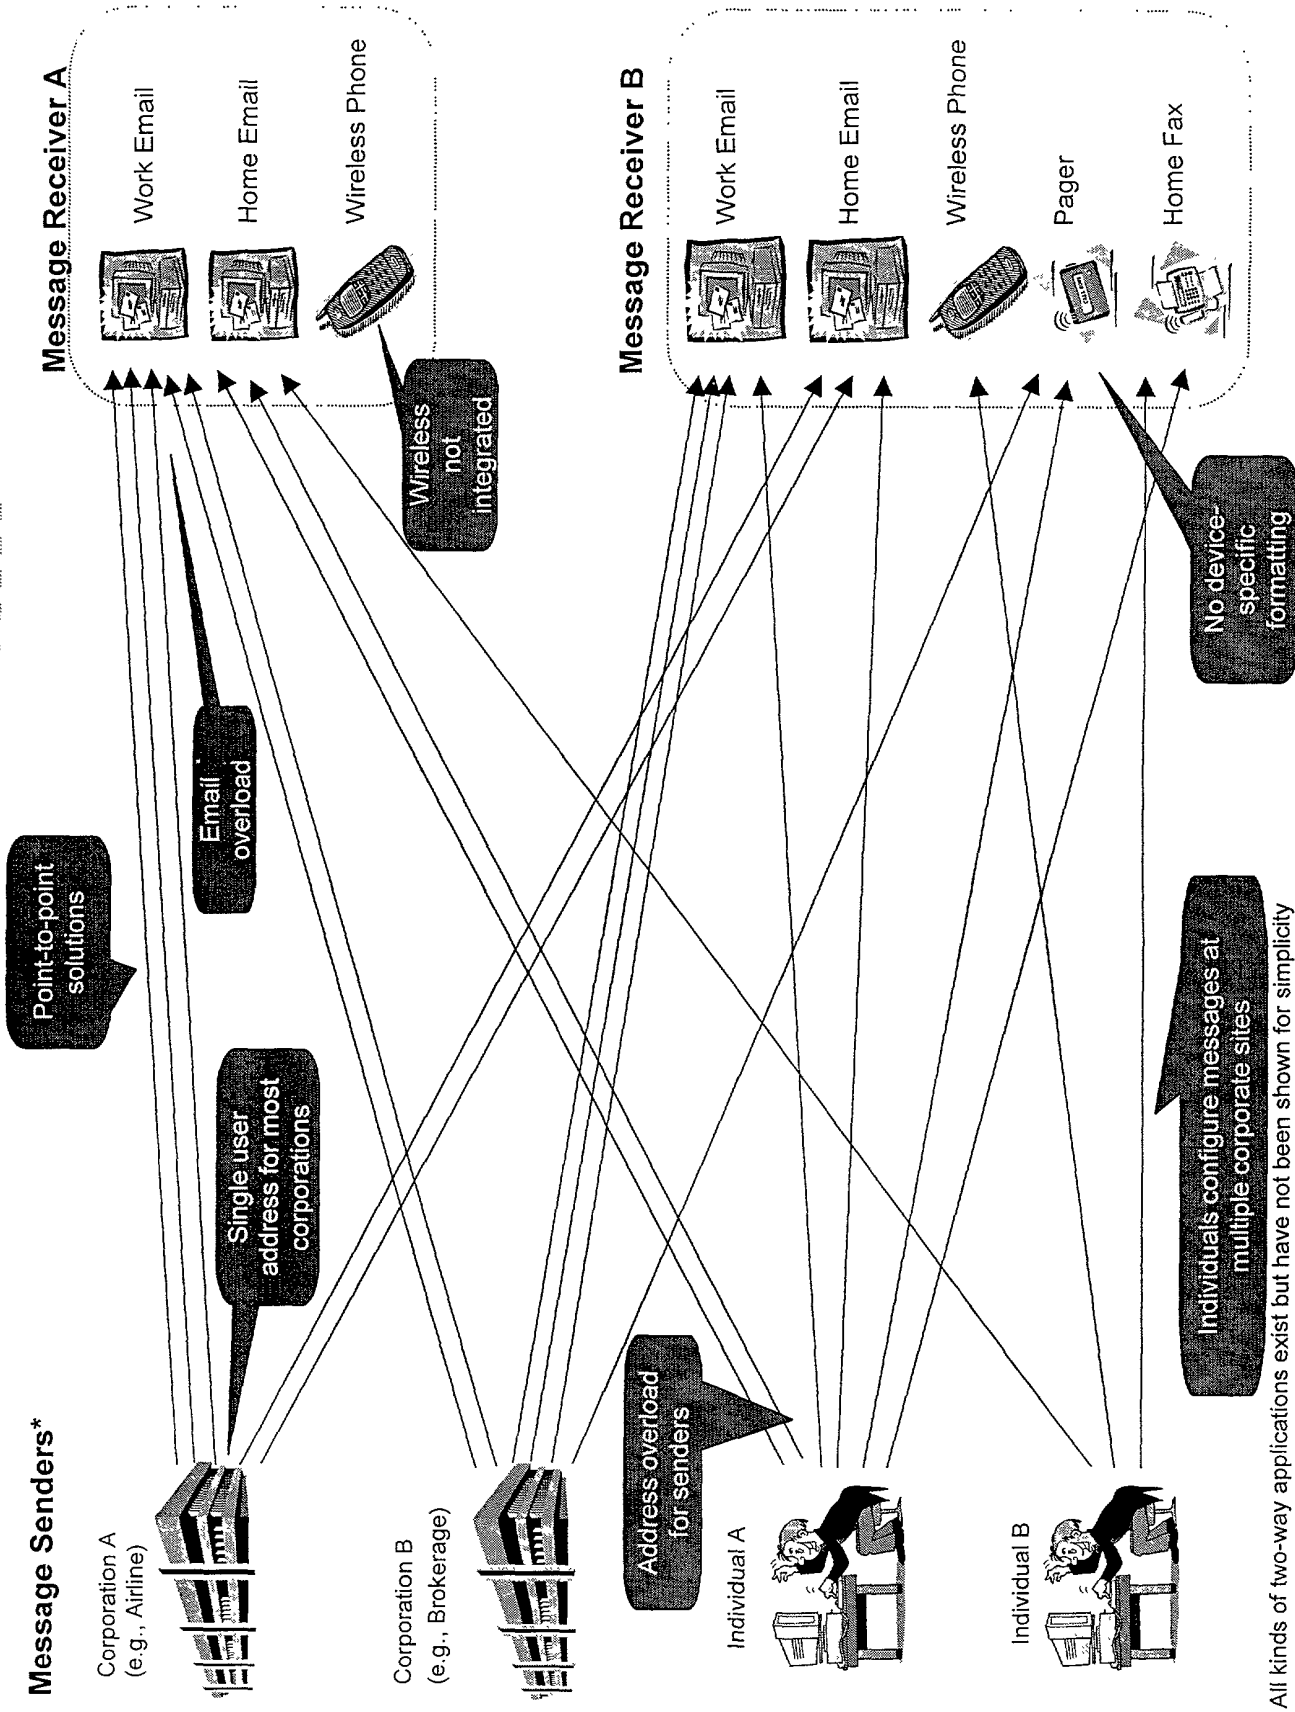 Message Senders*
Corporation A
(e.g., Airline)
Corporation B
(e.g., Brokerage)
Individual A
Individual B
Point-to-point
solutions
Single user
address for most
corporations
Email
overload
Address overload
for senders
Individuals configure messages at
multiple corporate sites
Wireless
not
integrated
No device-
specific
formatting
Message Receiver A
Work Email
Home Email
Wireless Phone
Message Receiver B
Work Email
Home Email
Wireless Phone
Pager
Home Fax
All kinds of two-way applications exist but have not been shown for simplicity